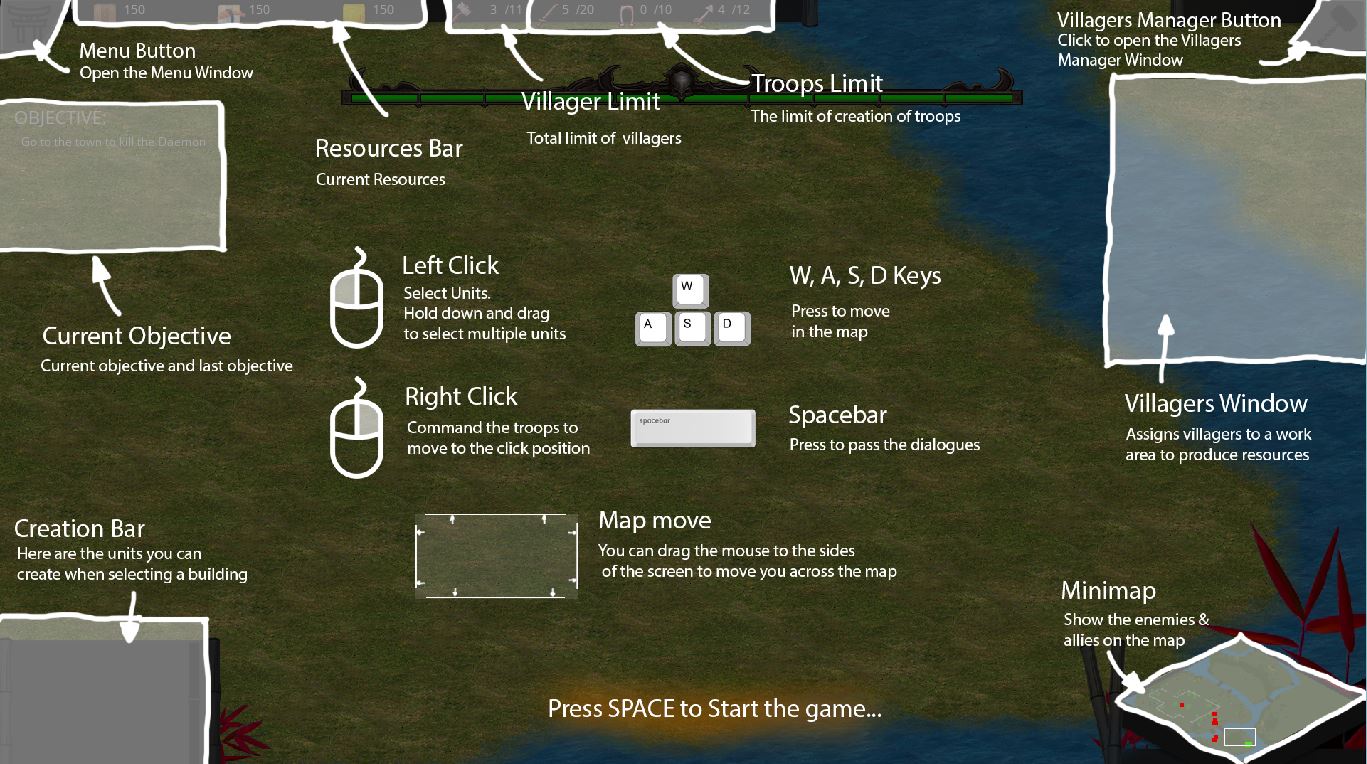 150
150
150
3 /11
5 /20
0 /10
4 /12
Menu Button
Open the Menu Window
Villagers Manager Button
Click to open the Villagers
Manager Window
Villager Limit
Total limit of villagers
Troops Limit
The limit of creation of troops
OBJECTIVE:
Go to the town to kill the Daemon
Resources Bar
Current Resources
Left Click
Select Units.
Hold down and drag
to select multiple units
W
A
S
D
W, A, S, D Keys
Press to move
in the map
Current Objective
Current objective and last objective
Right Click
Command the troops to
move to the click position
spacebar
Spacebar
Press to pass the dialogues
Villagers Window
Assigns villagers to a work
area to produce resources
Creation Bar
Here are the units you can
create when selecting a building
Map move
You can drag the mouse to the sides
of the screen to move you across the map
Minimap
Show the enemies &
allies on the map
Press SPACE to Start the game...